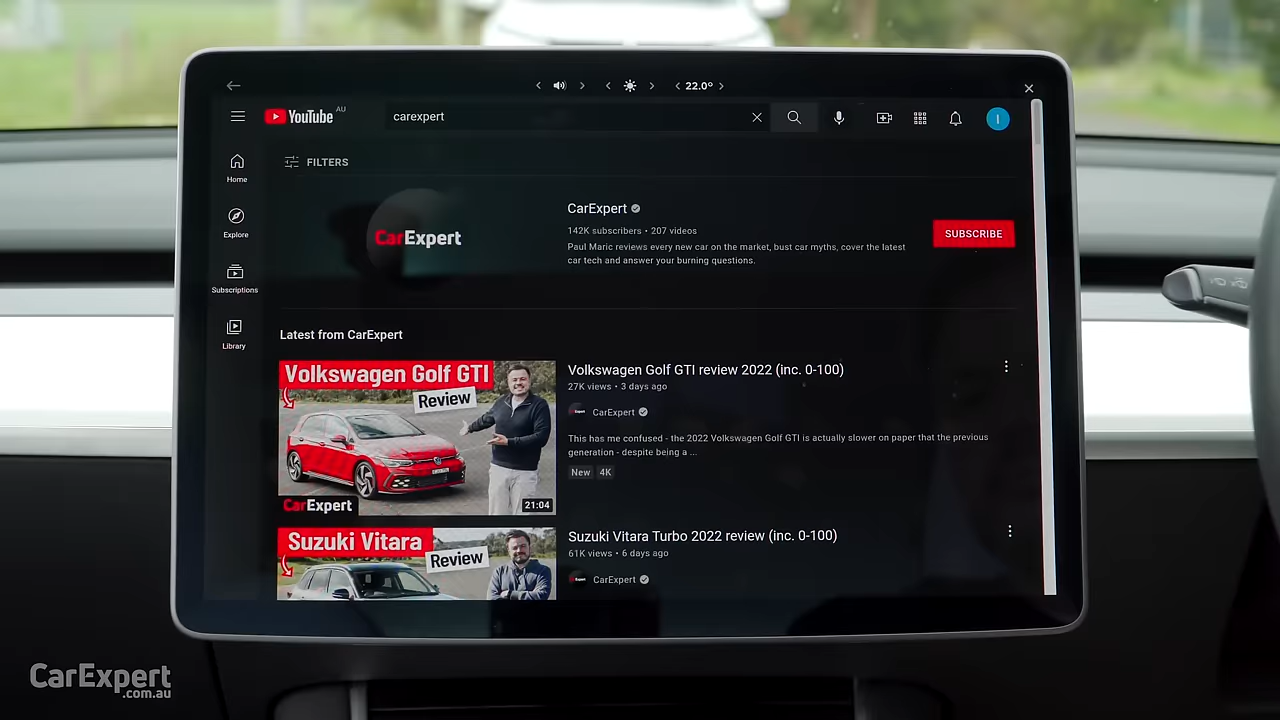 22.0°
YouTube AU
carexpert
I
FILTERS
Home
Explore
Subscriptions
Library
CarExpert
CarExpert
142K subscribers • 207 videos
Paul Maric reviews every new car on the market, bust car myths, cover the latest
car tech and answer your burning questions.
SUBSCRIBE
Latest from CarExpert
Volkswagen Golf GTI
Review
CarExpert
21:04
Volkswagen Golf GTI review 2022 (inc. 0-100)
27K views • 3 days ago
CarExpert
This has me confused - the 2022 Volkswagen Golf GTI is actually slower on paper that the previous
generation - despite being a ...
New 4K
Suzuki Vitara
Review
Suzuki Vitara Turbo 2022 review (inc. 0-100)
61K views • 6 days ago
CarExpert
CarExpert
.com.au